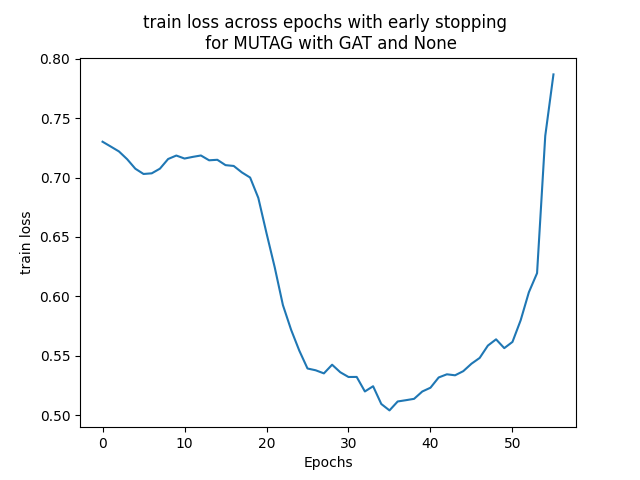 train loss across epochs with early stopping
for MUTAG with GAT and None
0.80
0.75
0.70
0.65
0.60
0.55
0.50
train loss
0 10 20 30 40 50
Epochs